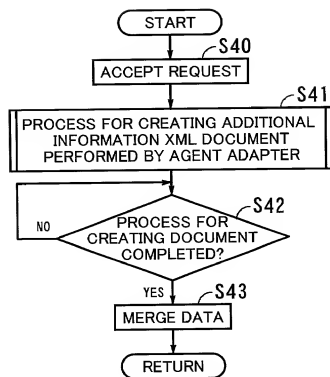 START
S40
ACCEPT REQUEST
S41
PROCESS FOR CREATING ADDITIONAL
INFORMATION XML DOCUMENT
PERFORMED BY AGENT ADAPTER
S42
PROCESS FOR
CREATING DOCUMENT
COMPLETED?
NO
YES
S43
MERGE DATA
RETURN